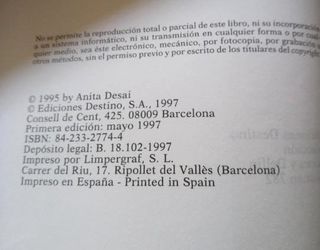 No se permite la reproducción total o parcial de este libro, ni su incorporación
a un sistema informático, ni su transmisión en cualquier forma o por cual-
quier medio, sea éste electrónico, mecánico, por fotocopia, por grabación u
otros métodos, sin el permiso previo y por escrito de los titulares del copyright.
© 1995 by Anita Desai
© Ediciones Destino, S.A., 1997
Consell de Cent, 425. 08009 Barcelona
Primera edición: mayo 1997
ISBN: 84-233-2774-4
Depósito legal: B. 18.102-1997
Impreso por Limpergraf, S. L.
Carrer del Riu, 17. Ripollet del Vallès (Barcelona)
Impreso en España - Printed in Spain